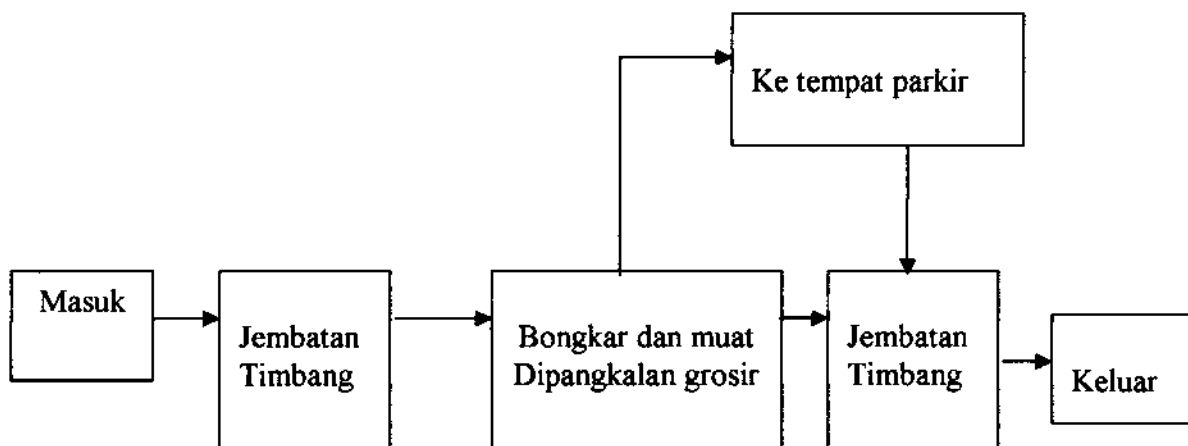 Ke tempat parkir
Masuk
Jembatan
Timbang
Bongkar dan muat
Dipangkalan grosir
Jembatan
Timbang
Keluar